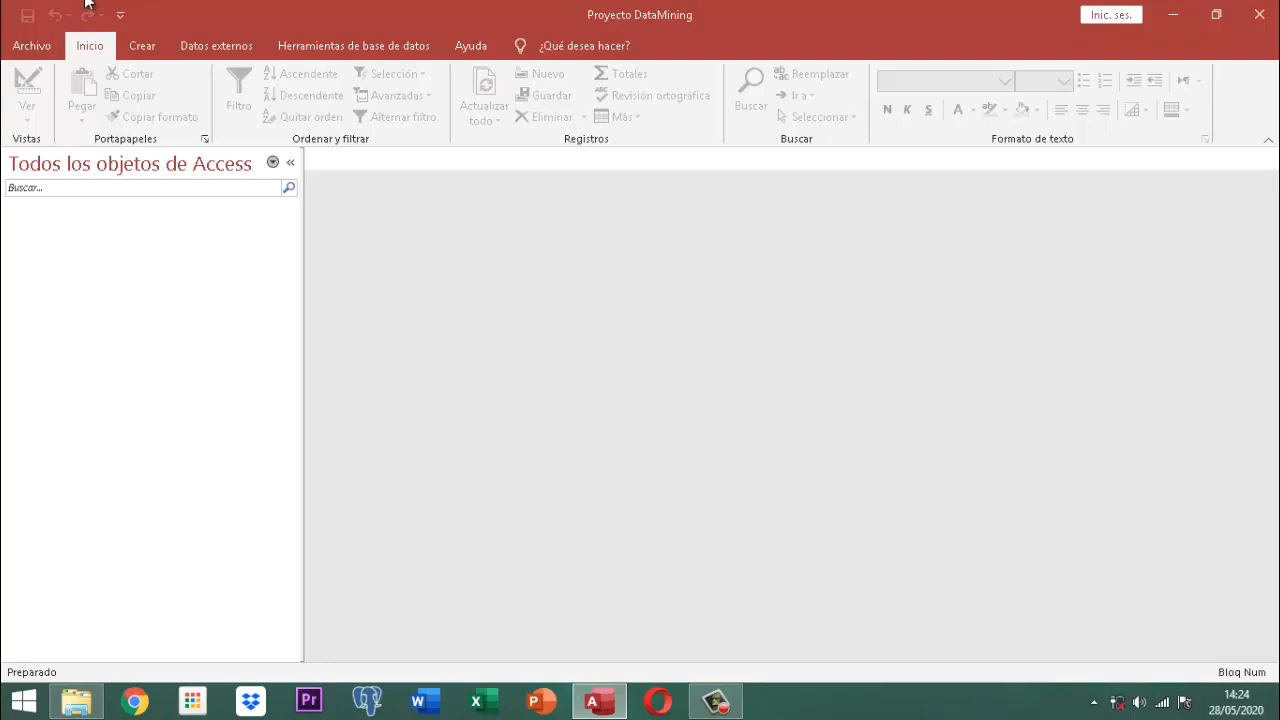 Proyecto DataMining
Inic. ses.
Archivo
Inicio
Crear
Datos externos
Herramientas de base de datos
Ayuda
¿Qué desea hacer?
Ver
Vistas
Pegar
Cortar
Copiar
Copiar formato
Portapapeles
Filtro
Ascendente
Descendente
Quitar orden
Selección
Avanzadas
Alternar filtro
Ordenar y filtrar
Actualizar
todo
Nuevo
Guardar
Eliminar
Totales
Revisión ortográfica
Más
Registros
Buscar
Reemplazar
Ir a
Seleccionar
Buscar
N K S A
Formato de texto
Todos los objetos de Access
Buscar...
Preparado
Bloq Num
Pr
W
X
P
A
14:24
28/05/2020